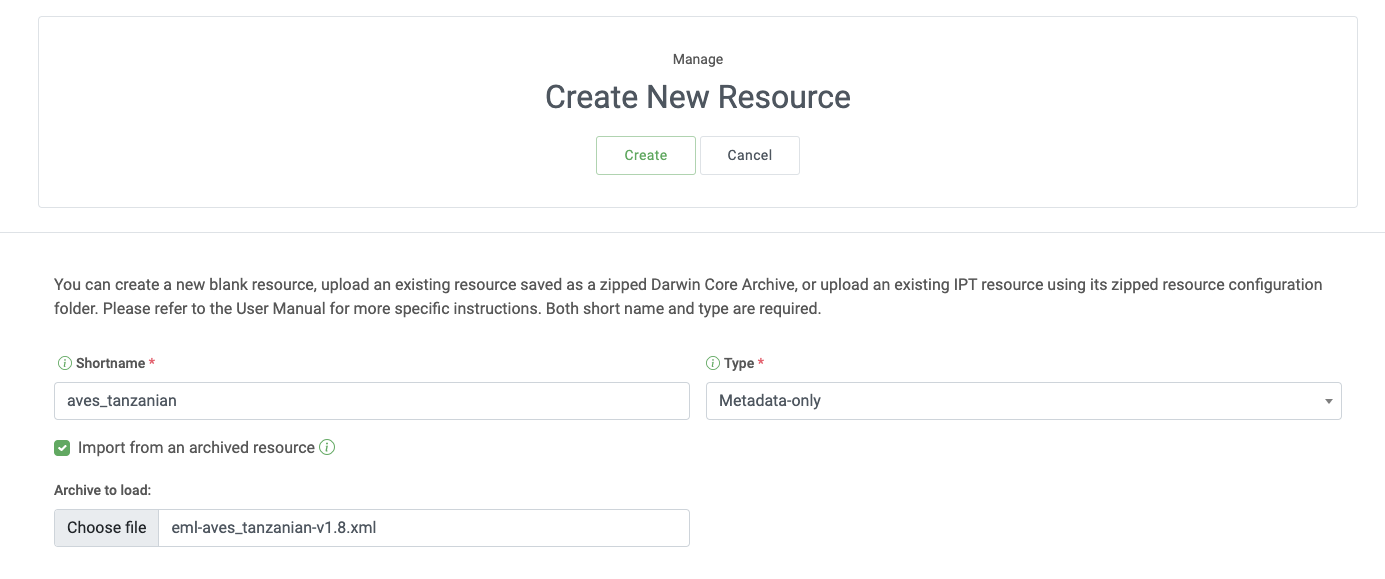 Manage
Create New Resource
Create
Cancel
You can create a new blank resource, upload an existing resource saved as a zipped Darwin Core Archive, or upload an existing IPT resource using its zipped resource configuration
folder. Please refer to the User Manual for more specific instructions. Both short name and type are required.
Shortname *
Type *
aves_tanzanian
Metadata-only
Import from an archived resource
Archive to load:
Choose file eml-aves_tanzanian-v1.8.xml